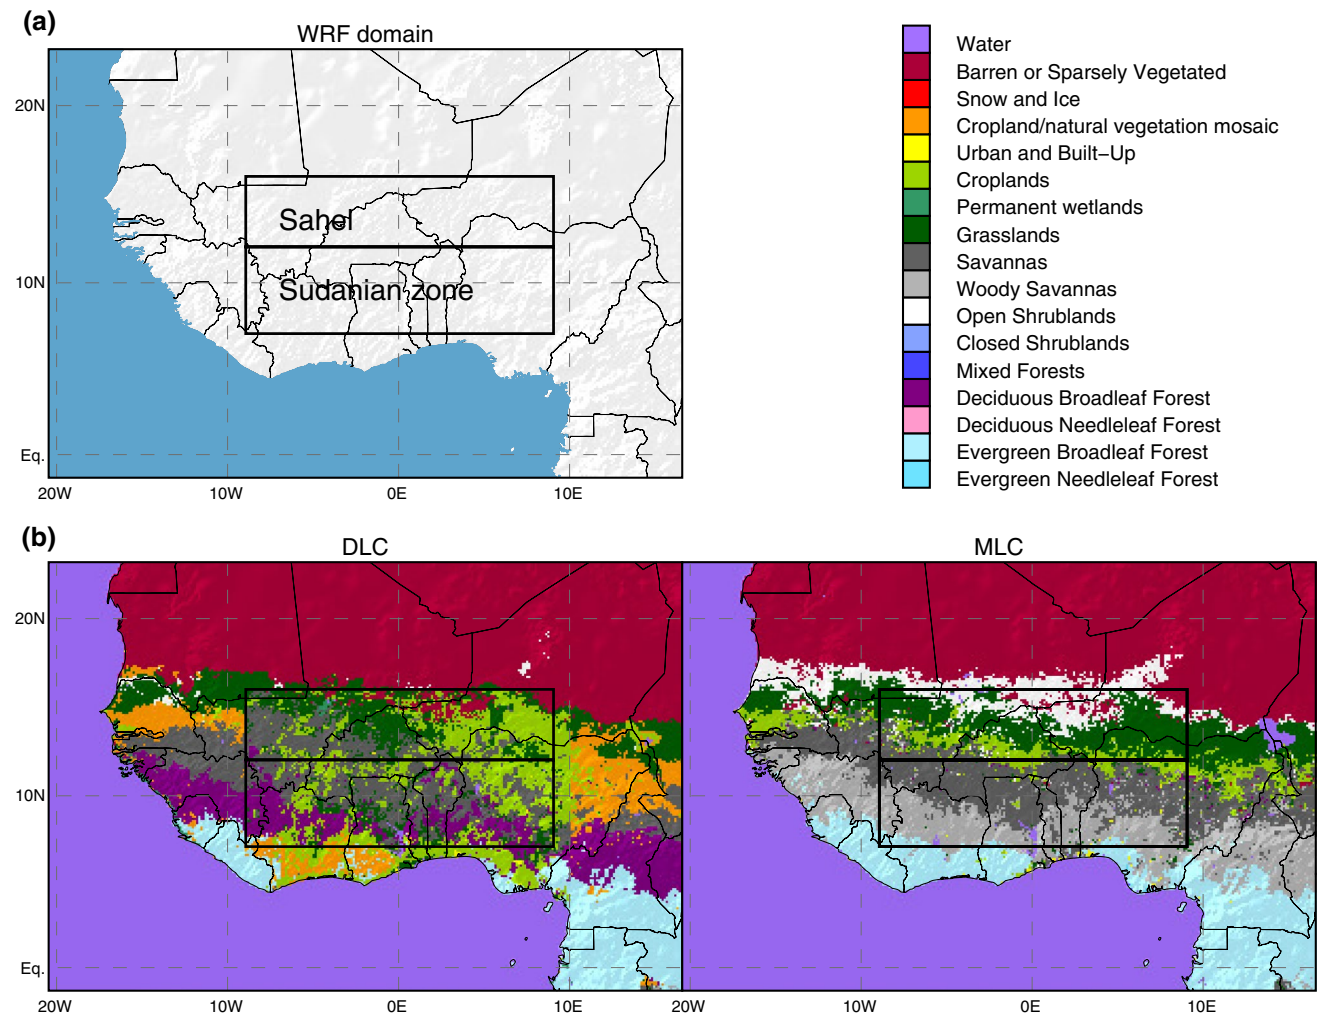 (a)
WRF domain
20N
10N
Eq.
20W
10W
0E
10E
Sahel
Sudanian zone
Water
Barren or Sparsely Vegetated
Snow and Ice
Cropland/natural vegetation mosaic
Urban and Built−Up
Croplands
Permanent wetlands
Grasslands
Savannas
Woody Savannas
Open Shrublands
Closed Shrublands
Mixed Forests
Deciduous Broadleaf Forest
Deciduous Needleleaf Forest
Evergreen Broadleaf Forest
Evergreen Needleleaf Forest
(b)
DLC
MLC
20N
10N
Eq.
20W
10W
0E
10E
20W
10W
0E
10E